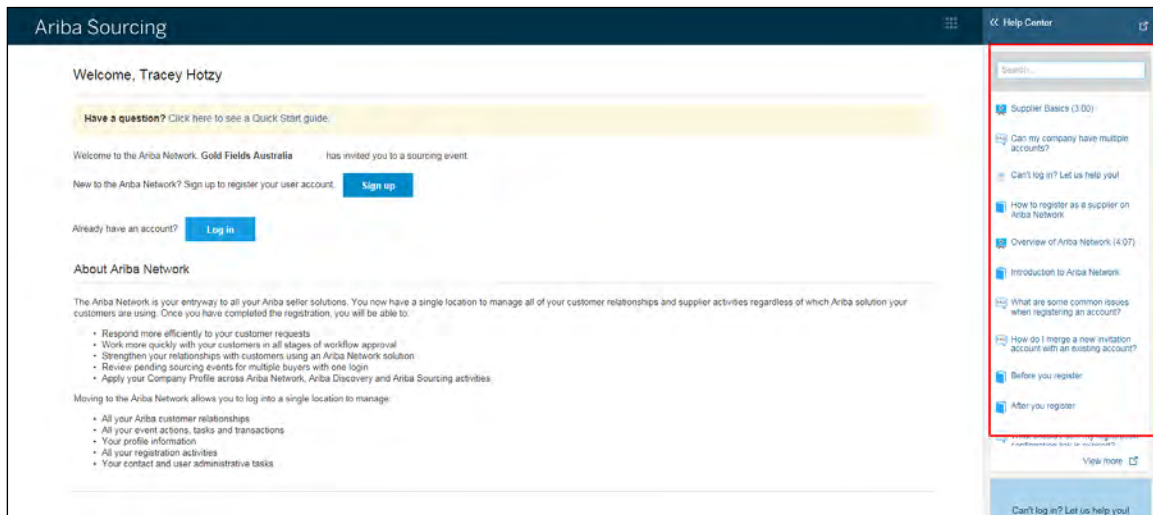 Ariba Sourcing
Welcome, Tracey Hotzy
Have a question? Click here to see a Quick Start guide.
Welcome to the Ariba Network. Gold Fields Australia has invited you to a sourcing event.
New to the Ariba Network? Sign up to register your user account. Sign up
Already have an account? Log in
About Ariba Network
The Ariba Network is your entryway to all your Ariba seller solutions. You now have a single location to manage all of your customer relationships and supplier activities regardless of which Ariba solution your
customers are using. Once you have completed the registration, you will be able to:
• Respond more efficiently to your customer requests
• Work more quickly with your customers in all stages of workflow approval
• Strengthen your relationships with customers using an Ariba Network solution
• Review pending sourcing events for multiple buyers with one login
• Apply your Company Profile across Ariba Network, Ariba Discovery and Ariba Sourcing activities
Moving to the Ariba Network allows you to log into a single location to manage:
• All your Ariba customer relationships
• All your event actions, tasks and transactions
• Your profile information
• All your registration activities
• Your contact and user administrative tasks
« Help Center
Search...
Supplier Basics (3:00)
FAQ Can my company have multiple
accounts?
Can't log in? Let us help you!
How to register as a supplier on
Ariba Network
Overview of Ariba Network (4:07)
Introduction to Ariba Network
FAQ What are some common issues
when registering an account?
FAQ How do I merge a new invitation
account with an existing account?
Before you register
After you register
View more
Can't log in? Let us help you!